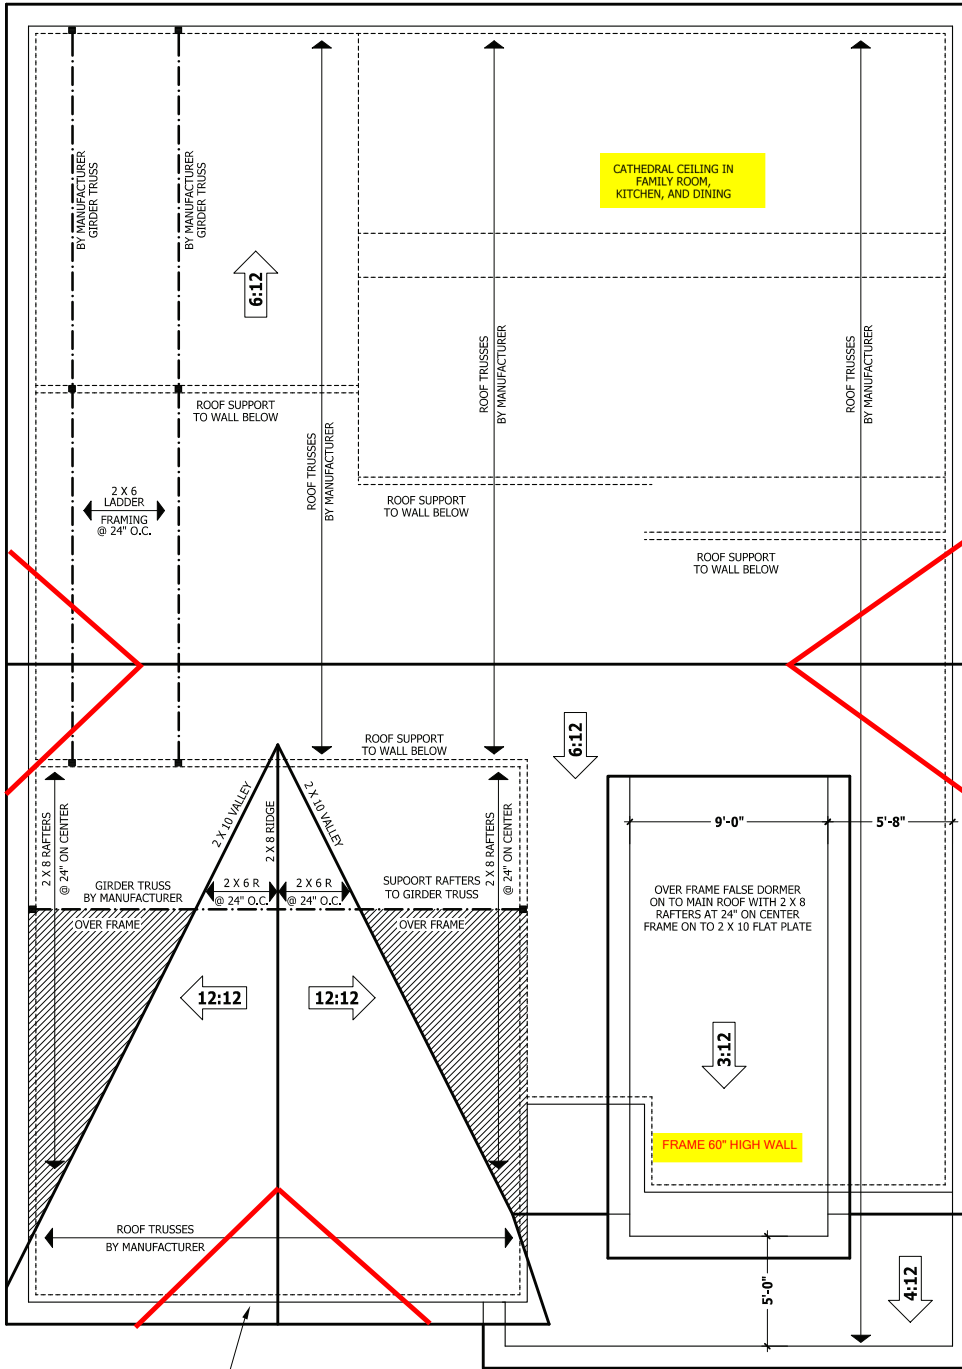 BY MANUFACTURER
GIRDER TRUSS
BY MANUFACTURER
GIRDER TRUSS
CATHEDRAL CEILING IN
FAMILY ROOM,
KITCHEN, AND DINING
6:12
ROOF TRUSSES
BY MANUFACTURER
ROOF TRUSSES
BY MANUFACTURER
ROOF TRUSSES
BY MANUFACTURER
ROOF SUPPORT
TO WALL BELOW
2 X 6
LADDER
FRAMING
@ 24" O.C.
ROOF SUPPORT
TO WALL BELOW
ROOF SUPPORT
TO WALL BELOW
ROOF SUPPORT
TO WALL BELOW
6:12
2 X 8 RAFTERS
@ 24" ON CENTER
2 X 10 VALLEY
2 X 8 RIDGE
2 X 10 VALLEY
2 X 8 RAFTERS
@ 24" ON CENTER
9'-0"
5'-8"
GIRDER TRUSS
BY MANUFACTURER
2 X 6 R
@ 24" O.C.
2 X 6 R
@ 24" O.C.
SUPOORT RAFTERS
TO GIRDER TRUSS
OVER FRAME
OVER FRAME
OVER FRAME FALSE DORMER
ON TO MAIN ROOF WITH 2 X 8
RAFTERS AT 24" ON CENTER
FRAME ON TO 2 X 10 FLAT PLATE
12:12
12:12
3:12
FRAME 60" HIGH WALL
ROOF TRUSSES
BY MANUFACTURER
5'-0"
4:12